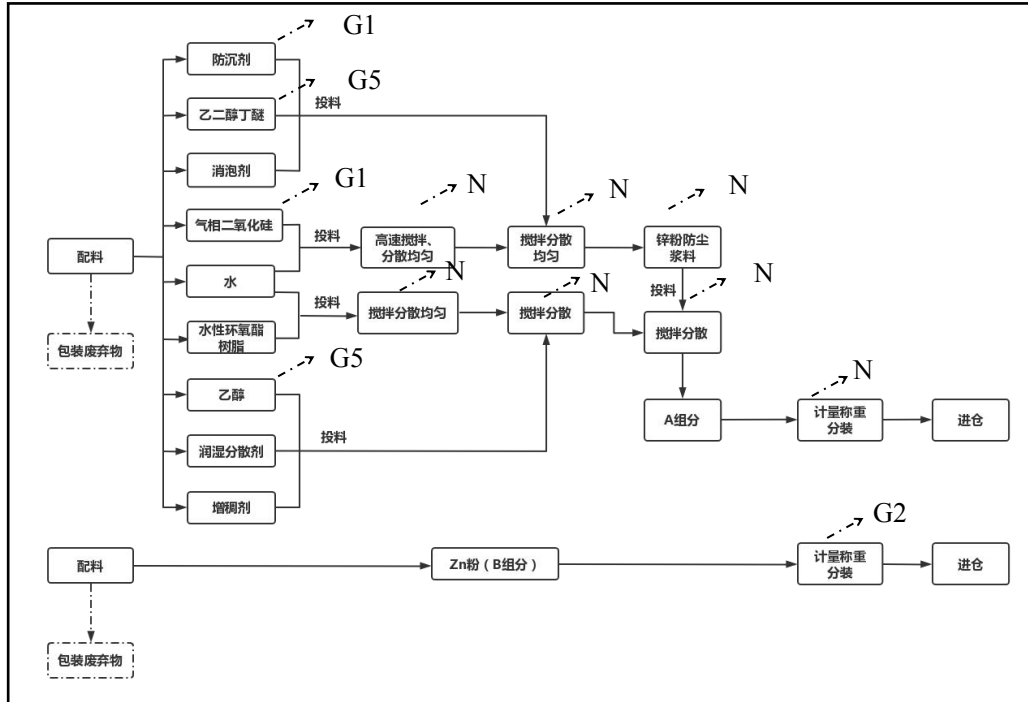 G1
防沉剂
G5
乙二醇丁醚
投料
消泡剂
G1
N
N
N
气相二氧化硅
投料
高速搅拌、
分散均匀
搅拌分散
均匀
锌粉防尘
浆料
配料
水
N
N
投料
N
投料
搅拌分散均匀
搅拌分散
搅拌分散
水性环氧酯
树脂
包装废弃物
G5
乙醇
N
A组分
计量称重
分装
进仓
投料
润湿分散剂
增稠剂
G2
配料
Zn粉（B组分）
计量称重
分装
进仓
包装废弃物